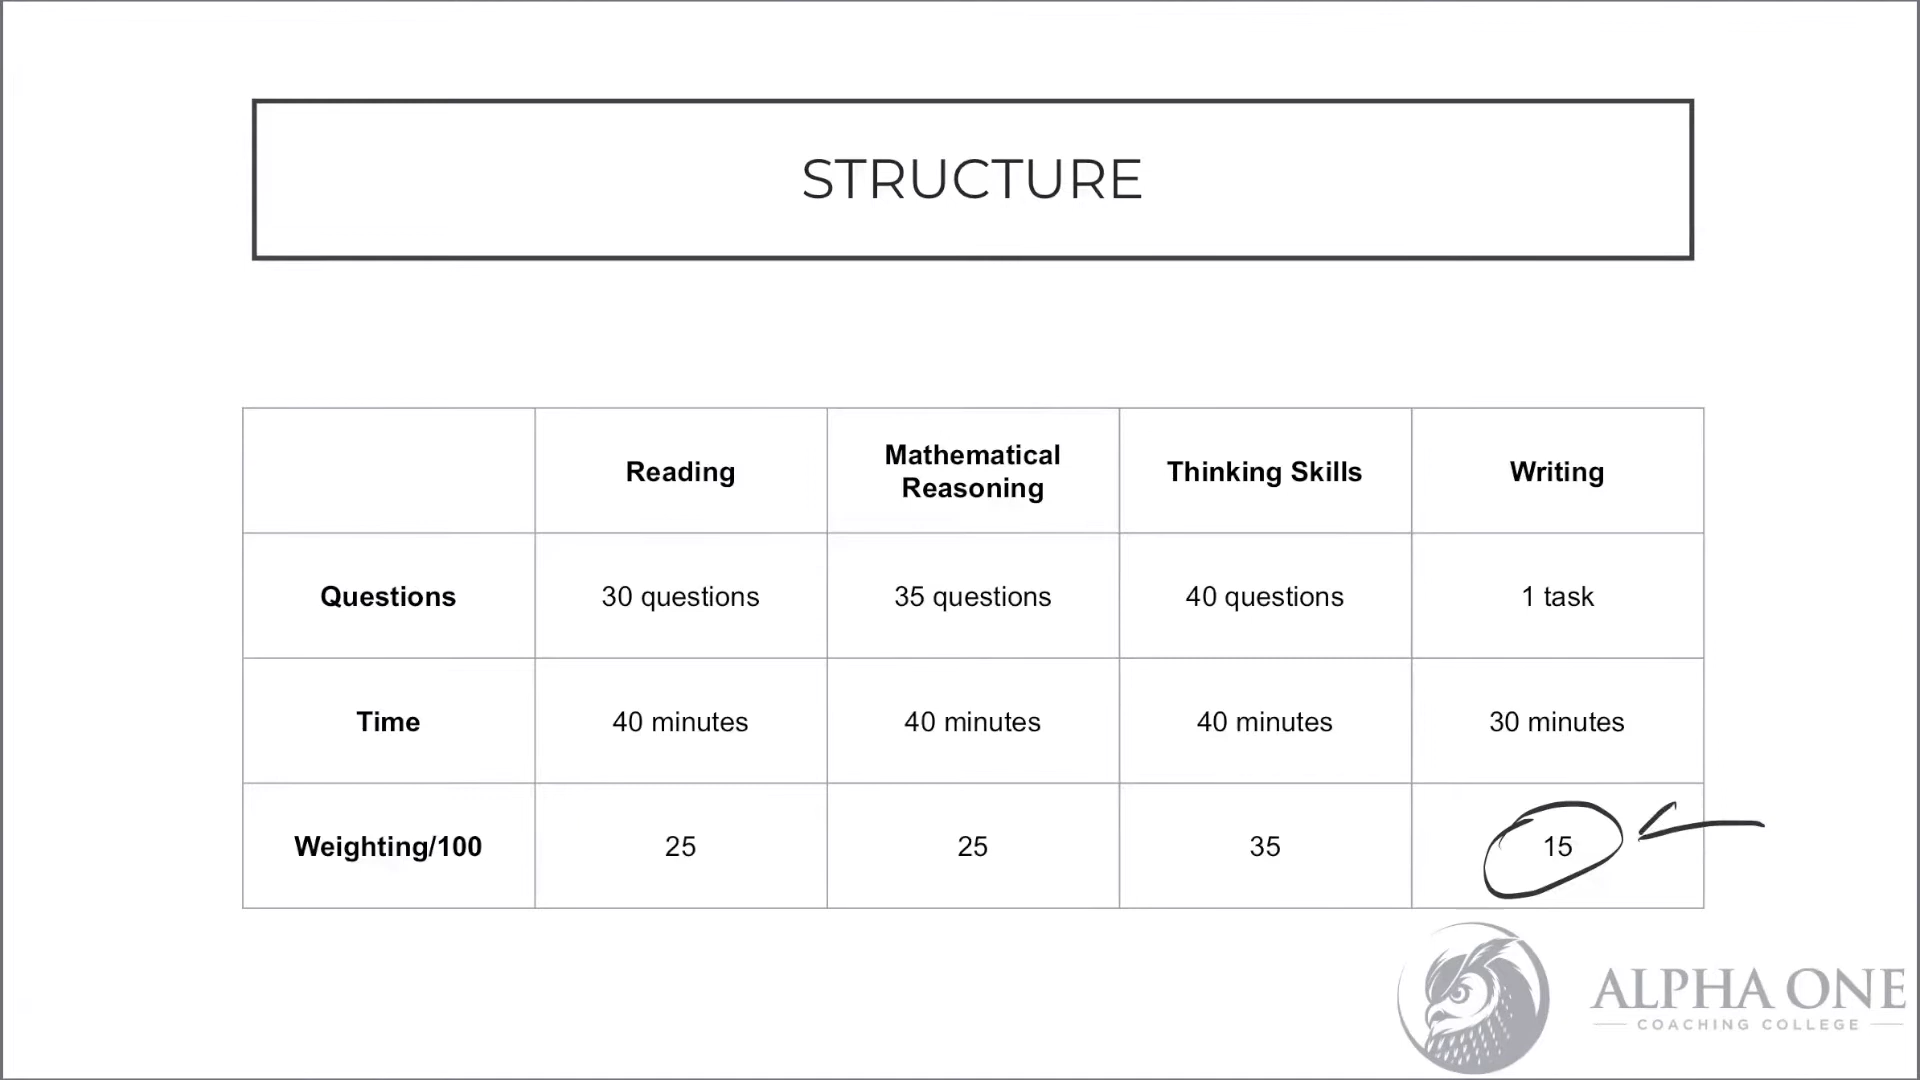 STRUCTURE
Reading Mathematical Reasoning Thinking Skills Writing
Questions 30 questions 35 questions 40 questions 1 task
Time 40 minutes 40 minutes 40 minutes 30 minutes
Weighting/100 25 25 35 15
ALPHA ONE
COACHING COLLEGE